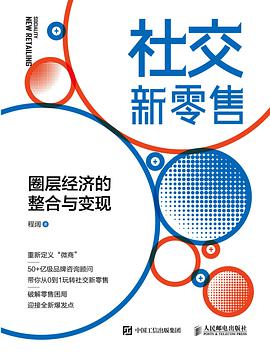 SOCIALITY
NEW RETAILING
社交
新零售
圈层经济的
整合与变现
程阔 著
重新定义“微商”
50+亿级品牌咨询顾问
带你从0到1玩转社交新零售
破解零售困局
迎接全新爆发点
中国工信出版集团
人民邮电出版社